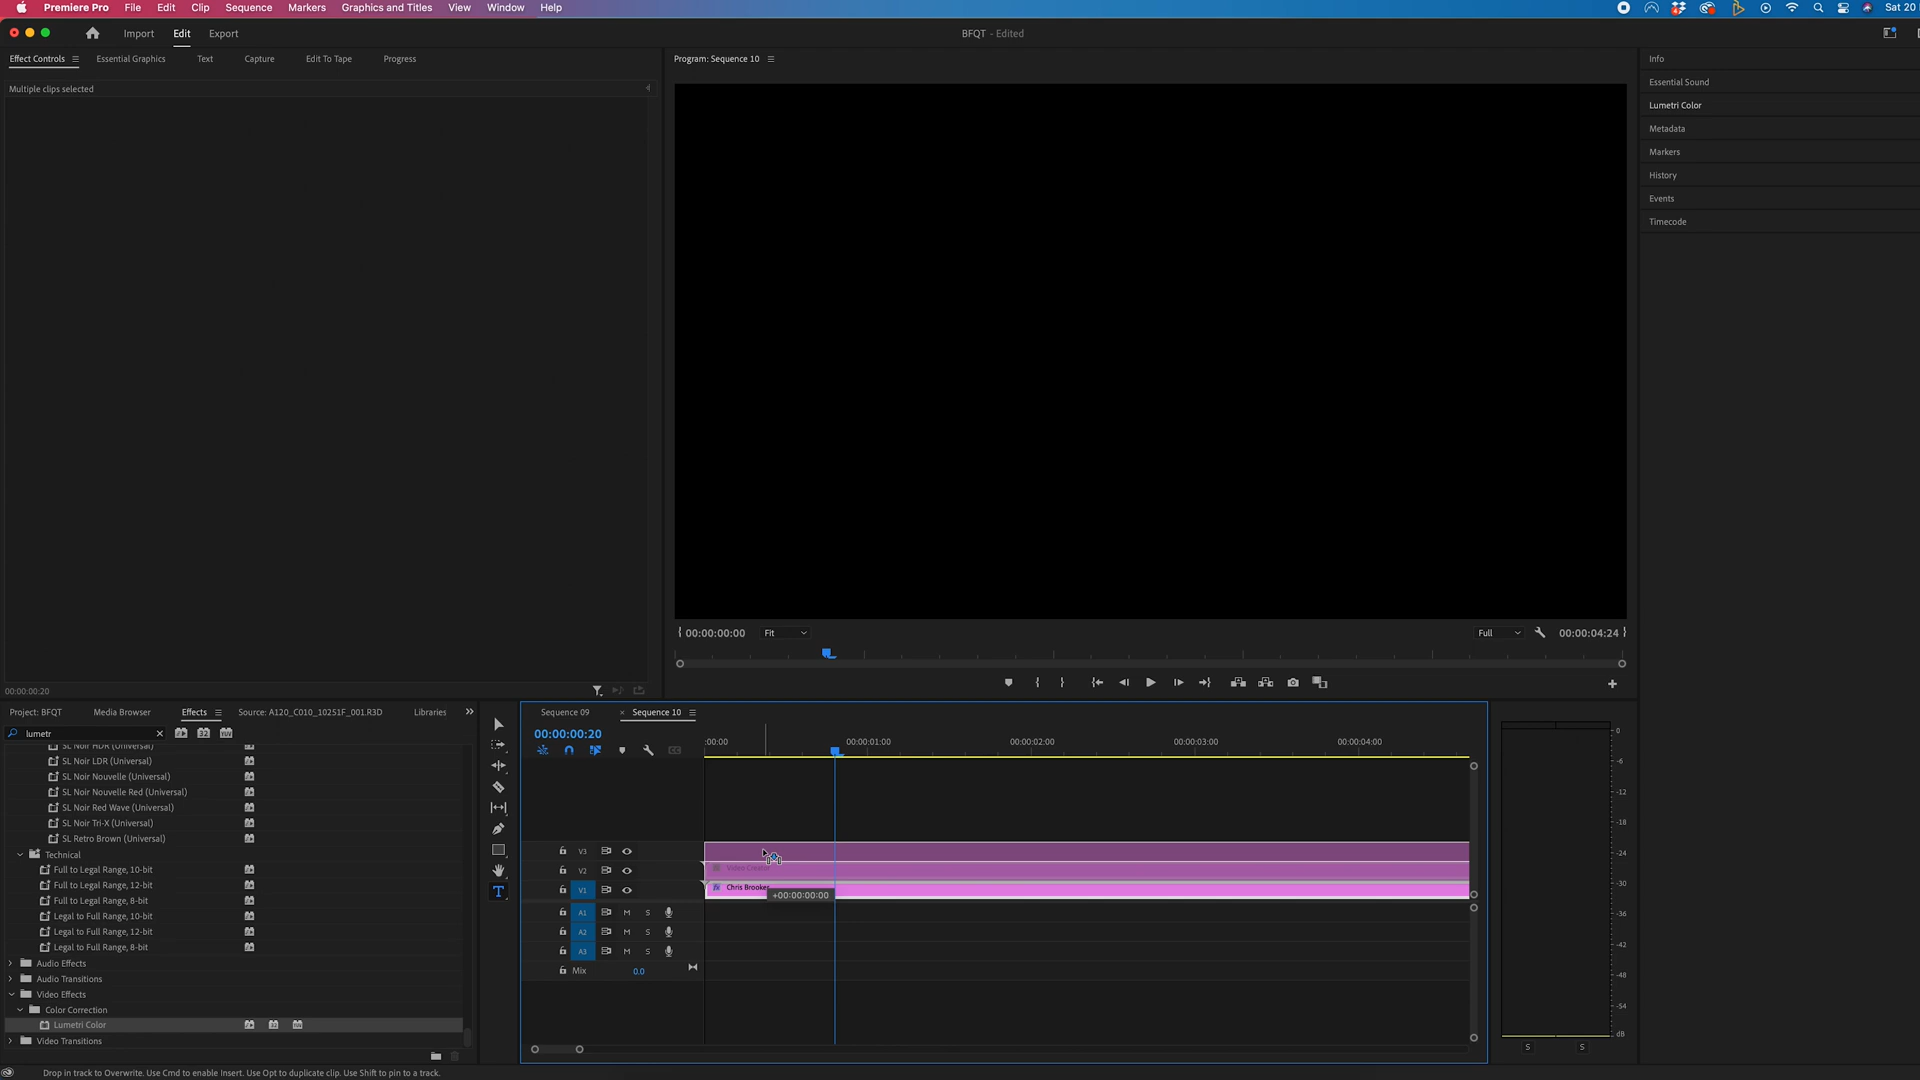 Premiere Pro File Edit Clip Sequence Markers Graphics and Titles View Window Help Sat 20
Import Edit Export BFQT - Edited
Effect Controls Essential Graphics Text Capture Edit To Tape Progress
Program: Sequence 10
Info
Multiple clips selected
Essential Sound
Lumetri Color
Metadata
Markers
History
Events
Timecode
00:00:00:00 Fit Full 00:00:04:24
00:00:00:20
Project: BFQT Media Browser Effects Source: A120_C010_10251F_001.R3D Libraries
lumetr
SL Noir HDR (Universal)
SL Noir LDR (Universal)
SL Noir Nouvelle (Universal)
SL Noir Nouvelle Red (Universal)
SL Noir Red Wave (Universal)
SL Noir Tri-X (Universal)
SL Retro Brown (Universal)
Technical
Full to Legal Range, 10-bit
Full to Legal Range, 12-bit
Full to Legal Range, 8-bit
Legal to Full Range, 10-bit
Legal to Full Range, 12-bit
Legal to Full Range, 8-bit
Audio Effects
Audio Transitions
Video Effects
Color Correction
Lumetri Color
Video Transitions
Sequence 09 Sequence 10
00:00:00:20
:00:00 00:00:01:00 00:00:02:00 00:00:03:00 00:00:04:00
V3
V2 Video Creator
V1 Chris Brooker
+00:00:00:00
A1 M S
A2 M S
A3 M S
Mix 0.0
0
-6
-12
-18
-24
-30
-36
-42
-48
-54
dB
S S
Drop in track to Overwrite. Use Cmd to enable Insert. Use Opt to duplicate clip. Use Shift to pin to a track.